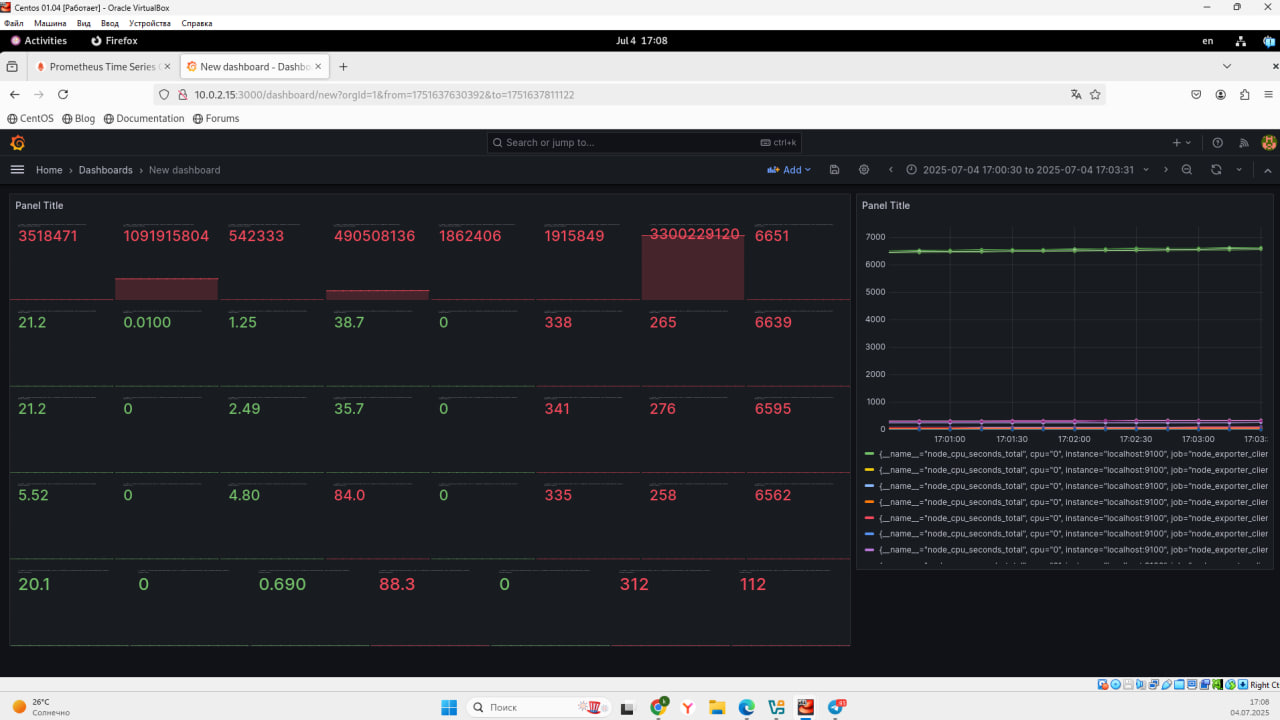 Centos 01.04 [Работает] - Oracle VirtualBox
Файл Машина Вид Ввод Устройства Справка
Activities Firefox Jul 4 17:08 en
Prometheus Time Series New dashboard - Dashbo
10.0.2.15:3000/dashboard/new?orgId=1&from=1751637630392&to=1751637811122
CentOS Blog Documentation Forums
Search or jump to... ctrl+k
Home › Dashboards › New dashboard Add 2025-07-04 17:00:30 to 2025-07-04 17:03:31
Panel Title
3518471 1091915804 542333 490508136 1862406 1915849 3300229120 6651
21.2 0.0100 1.25 38.7 0 338 265 6639
21.2 0 2.49 35.7 0 341 276 6595
5.52 0 4.80 84.0 0 335 258 6562
20.1 0 0.690 88.3 0 312 112
Panel Title
7000
6000
5000
4000
3000
2000
1000
0
17:01:00 17:01:30 17:02:00 17:02:30 17:03:00 17:03:
{__name__="node_cpu_seconds_total", cpu="0", instance="localhost:9100", job="node_exporter_clier
{__name__="node_cpu_seconds_total", cpu="0", instance="localhost:9100", job="node_exporter_clier
{__name__="node_cpu_seconds_total", cpu="0", instance="localhost:9100", job="node_exporter_clier
{__name__="node_cpu_seconds_total", cpu="0", instance="localhost:9100", job="node_exporter_clier
{__name__="node_cpu_seconds_total", cpu="0", instance="localhost:9100", job="node_exporter_clier
{__name__="node_cpu_seconds_total", cpu="0", instance="localhost:9100", job="node_exporter_clier
{__name__="node_cpu_seconds_total", cpu="0", instance="localhost:9100", job="node_exporter_clier
Right Ct
26°C
Солнечно
Поиск
17:08
04.07.2025